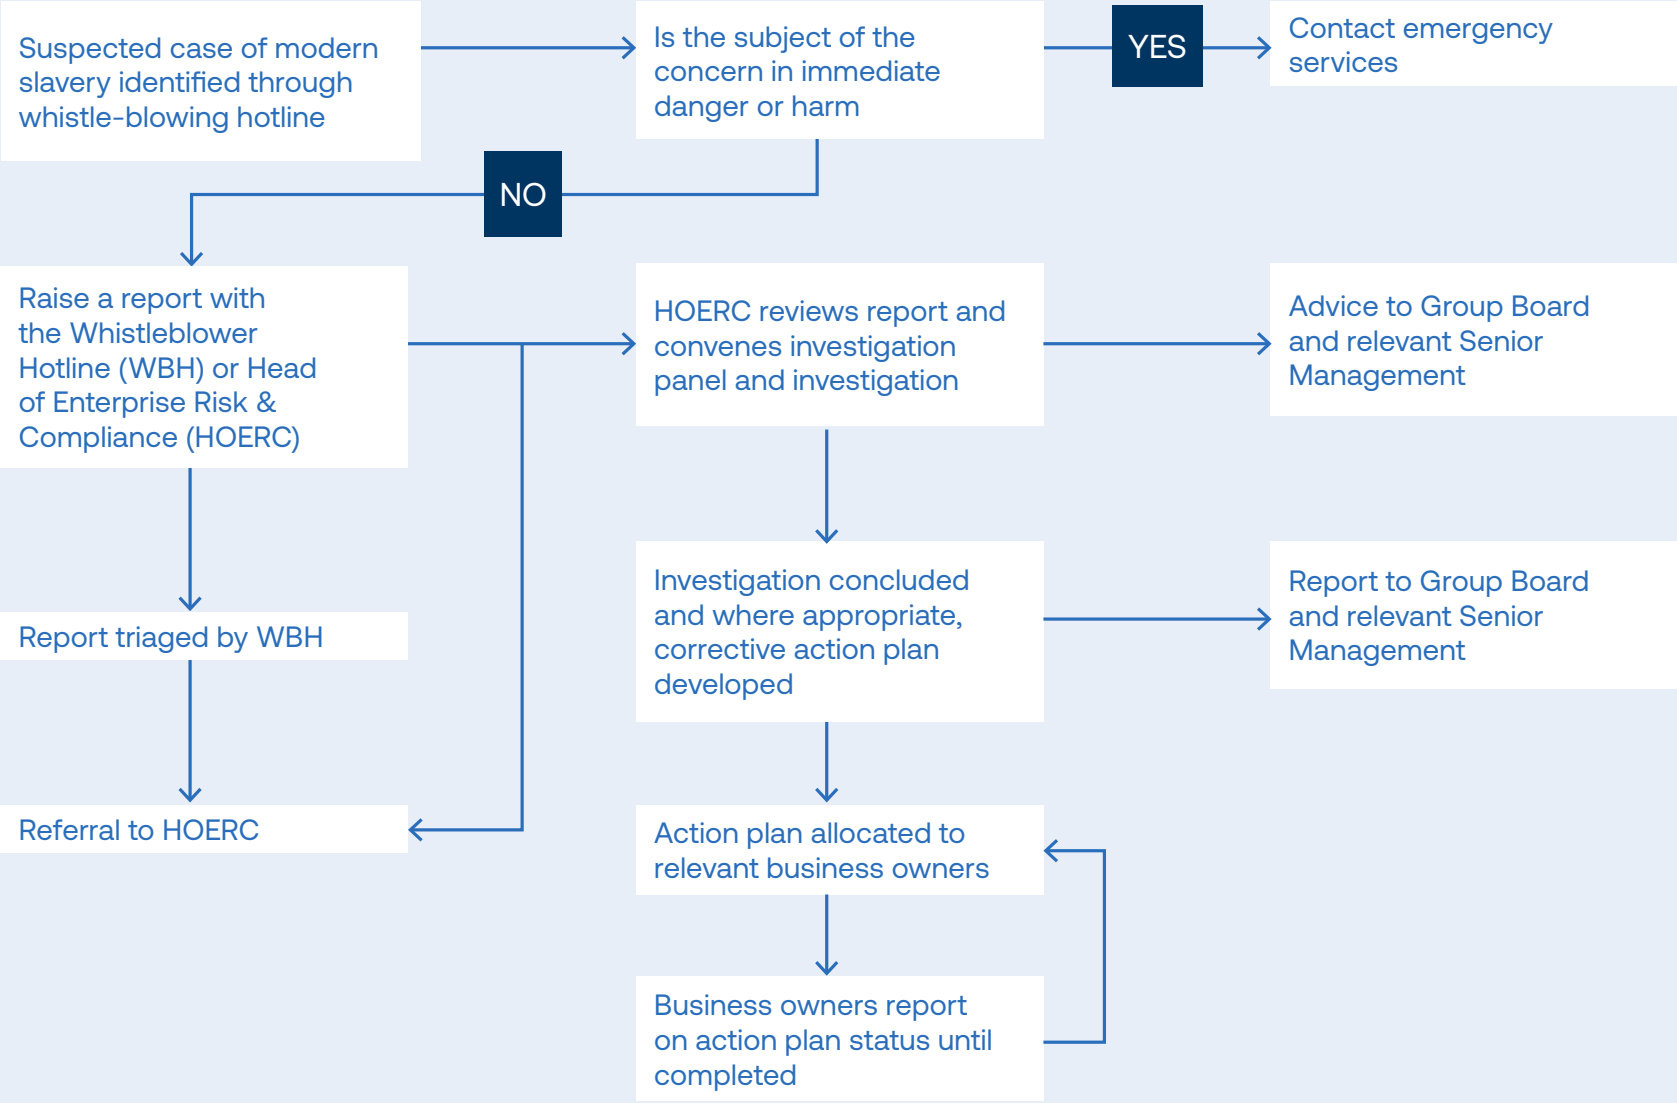 Suspected case of modern
slavery identified through
whistle-blowing hotline
Is the subject of the
concern in immediate
danger or harm
YES
Contact emergency
services
NO
Raise a report with
the Whistleblower
Hotline (WBH) or Head
of Enterprise Risk &
Compliance (HOERC)
HOERC reviews report and
convenes investigation
panel and investigation
Advice to Group Board
and relevant Senior
Management
Report triaged by WBH
Investigation concluded
and where appropriate,
corrective action plan
developed
Report to Group Board
and relevant Senior
Management
Referral to HOERC
Action plan allocated to
relevant business owners
Business owners report
on action plan status until
completed